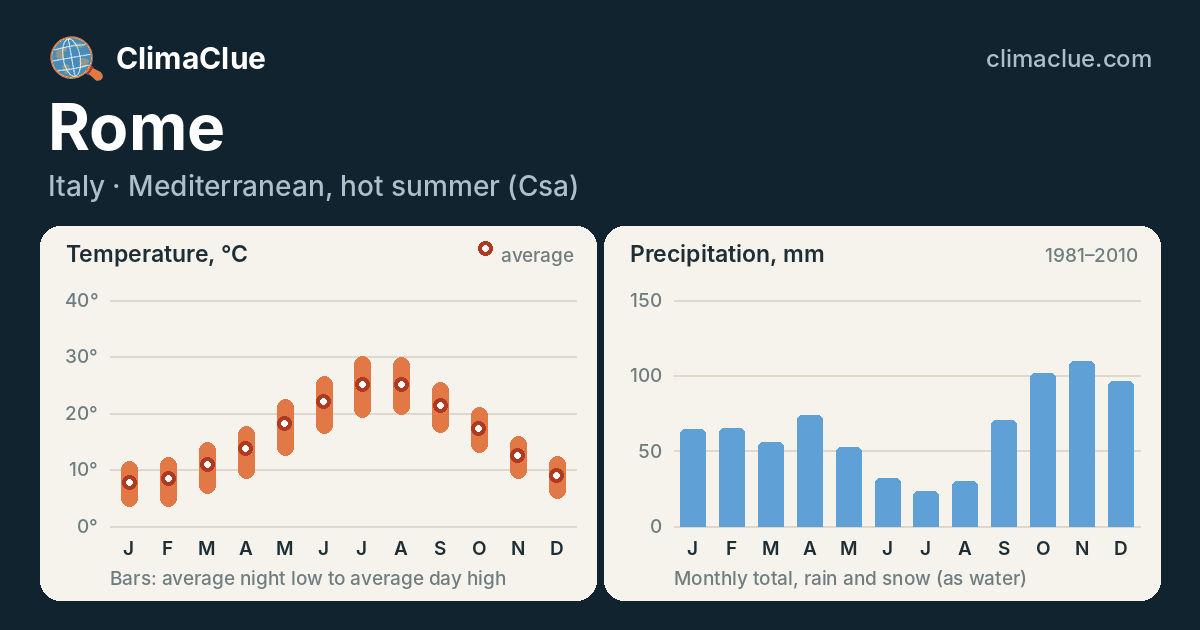 ClimaClue
climaclue.com
Rome
Italy · Mediterranean, hot summer (Csa)
Temperature, °C
average
40°
30°
20°
10°
0°
J F M A M J J A S O N D
Bars: average night low to average day high
Precipitation, mm
1981–2010
150
100
50
0
J F M A M J J A S O N D
Monthly total, rain and snow (as water)